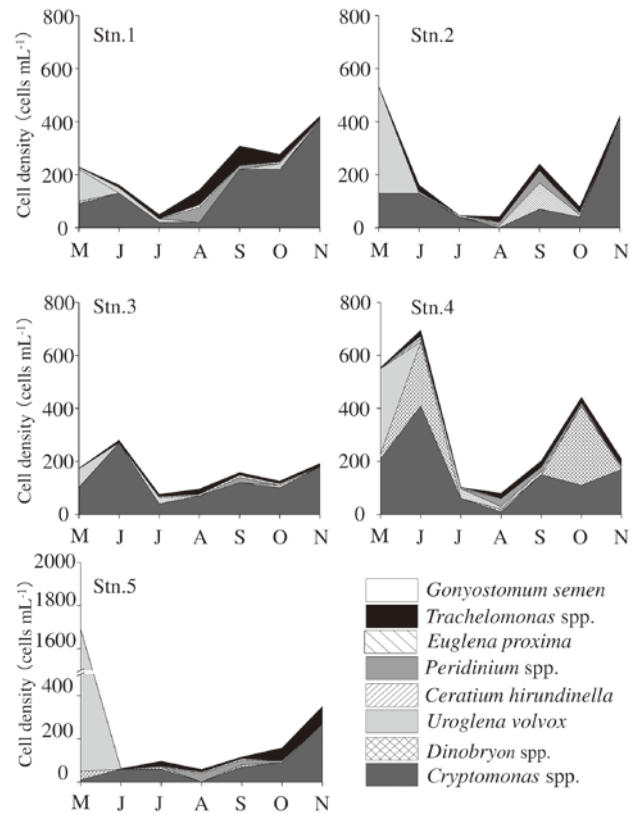 Stn.1
Cell density (cells mL-1)
800
600
400
200
0
M J J A S O N
Stn.2
800
600
400
200
0
M J J A S O N
Stn.3
Cell density (cells mL-1)
800
600
400
200
0
M J J A S O N
Stn.4
800
600
400
200
0
M J J A S O N
Stn.5
Cell density (cells mL-1)
2000
1800
1600
400
200
0
M J J A S O N
Gonyostomum semen
Trachelomonas spp.
Euglena proxima
Peridinium spp.
Ceratium hirundinella
Uroglena volvox
Dinobryon spp.
Cryptomonas spp.